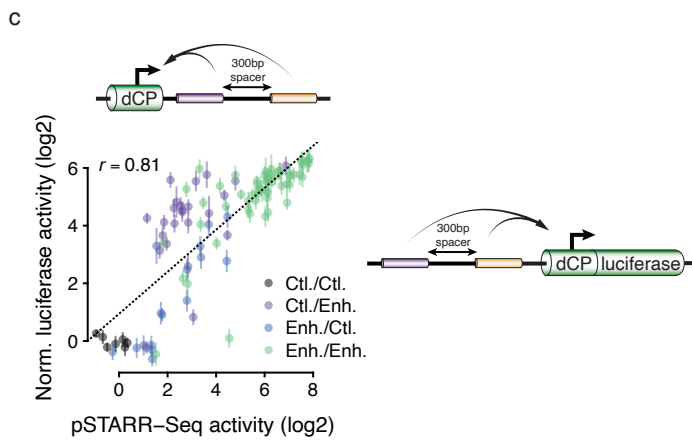 c
300bp
spacer
dCP
Norm. luciferase activity (log2)
r = 0.81
6
4
2
0
Ctl./Ctl.
Ctl./Enh.
Enh./Ctl.
Enh./Enh.
0 2 4 6 8
pSTARR−Seq activity (log2)
300bp
spacer
dCP luciferase